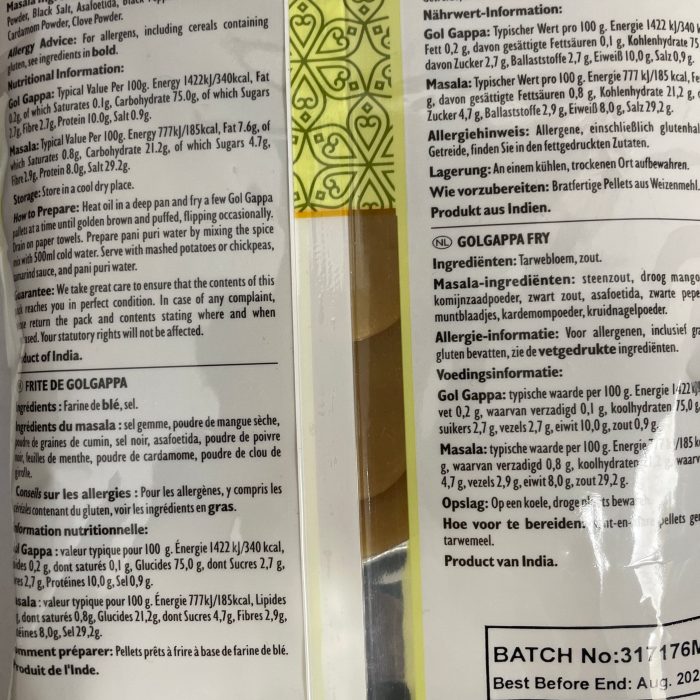 Powder, Black Salt, Asafoetida, Black
Cardamom Powder, Clove Powder.
Allergy Advice: For allergens, including cereals containing
gluten, see ingredients in bold.
Nutritional Information:
Gol Gappa: Typical Value Per 100g. Energy 1422kJ/340kcal, Fat
0.2g, of which Saturates 0.1g, Carbohydrate 75.0g, of which Sugars
2.7g, Fibre 2.7g, Protein 10.0g, Salt 0.9g.
Masala: Typical Value Per 100g. Energy 777kJ/185kcal, Fat 7.6g, of
which Saturates 0.8g, Carbohydrate 21.2g, of which Sugars 4.7g,
Fibre 2.9g, Protein 8.0g, Salt 29.2g.
Storage: Store in a cool dry place.
How to Prepare: Heat oil in a deep pan and fry a few Gol Gappa
pallets at a time until golden brown and puffed, flipping occasionally.
Drain on paper towels. Prepare pani puri water by mixing the spice
with 500ml cold water. Serve with mashed potatoes or chickpeas,
sauce, and pani puri water.
We take great care to ensure that the contents of this
reaches you in perfect condition. In case of any complaint,
return the pack and contents stating where and when
Your statutory rights will not be affected.
of India.
FRITE DE GOLGAPPA
Ingrédients : Farine de blé, sel.
Ingrédients du masala : sel gemme, poudre de mangue sèche,
poudre de graines de cumin, sel noir, asafoetida, poudre de poivre
noir, feuilles de menthe, poudre de cardamome, poudre de clou de
girofle.
Conseils sur les allergies : Pour les allergènes, y compris les
céréales contenant du gluten, voir les ingrédients en gras.
nutritionnelle:
Gappa : valeur typique pour 100 g. Énergie 1422 kJ/340 kcal,
0,2 g, dont saturés 0,1 g, Glucides 75,0 g, dont Sucres 2,7 g,
2,7 g, Protéines 10,0 g, Sel 0,9 g.
valeur typique pour 100 g. Énergie 777kJ/185kcal, Lipides
dont saturés 0,8g, Glucides 21,2g, dont Sucres 4,7g, Fibres 2,9g,
8,0g, Sel 29,2g.
préparer: Pellets prêts à frire à base de farine de blé.
Produit de l'Inde.
Nährwert-Information:
Gol Gappa: Typischer Wert pro 100 g. Energie 1422 kJ/340
Fett 0,2 g, davon gesättigte Fettsäuren 0,1 g, Kohlenhydrate 75
davon Zucker 2,7 g, Ballaststoffe 2,7 g, Eiweiß 10,0 g, Salz 0,9 g.
Masala: Typischer Wert pro 100 g. Energie 777 kJ/185 kcal,
g, davon gesättigte Fettsäuren 0,8 g, Kohlenhydrate 21,2 g,
Zucker 4,7 g, Ballaststoffe 2,9 g, Eiweiß 8,0 g, Salz 29,2 g.
Allergiehinweis: Allergene, einschließlich
Getreide, finden Sie in den fettgedruckten Zutaten.
Lagerung: An einem kühlen, trockenen Ort aufbewahren.
Wie vorzubereiten: Bratfertige Pellets aus Weizenmehl.
Produkt aus Indien.
NL GOLGAPPA FRY
Ingrediënten: Tarwebloem, zout.
Masala-ingrediënten: steenzout, droog
komijnzaadpoeder, zwart zout, asafoetida, zwarte
muntblaadjes, kardemompoeder, kruidnagelpoeder.
Allergie-informatie: Voor allergenen, inclusief
gluten bevatten, zie de vetgedrukte ingrediënten.
Voedingsinformatie:
Gol Gappa: typische waarde per 100 g. Energie 1422
vet 0,2 g, waarvan verzadigd 0,1 g, koolhydraten 75,0 g
suikers 2,7 g, vezels 2,7 g, eiwit 10,0 g, zout 0,9 g.
Masala: typische waarde per 100 g. Energie /185
g, waarvan verzadigd 0,8 g, koolhydraten
4,7 g, vezels 2,9 g, eiwit 8,0 g, zout 29,2 g.
Opslag: Op een koele, droge
Hoe voor te bereiden: pellets
tarwemeel.
Product van India.
BATCH No:317176
Best Before End: Aug. 202